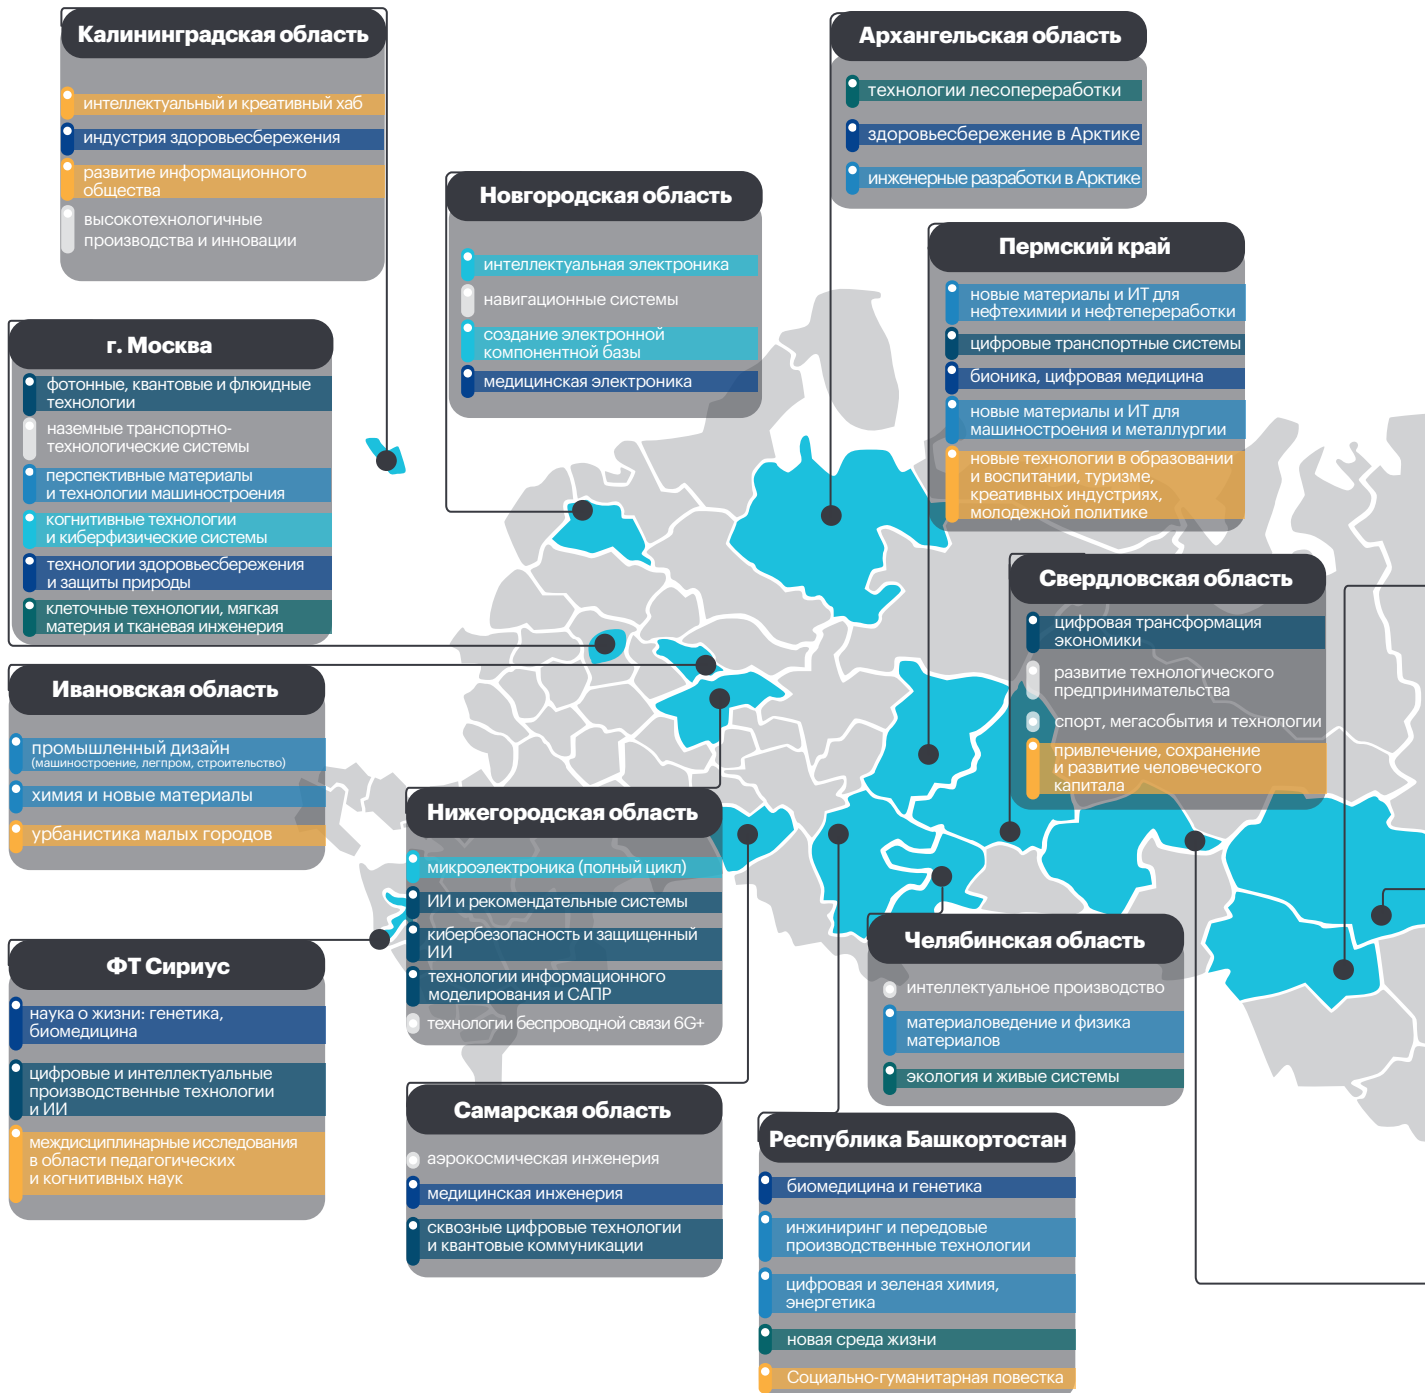 Калининградская область
интеллектуальный и креативный хаб
индустрия здоровьесбережения
развитие информационного
общества
высокотехнологичные
производства и инновации
Архангельская область
технологии лесопереработки
здоровьесбережение в Арктике
инженерные разработки в Арктике
Новгородская область
интеллектуальная электроника
навигационные системы
создание электронной
компонентной базы
медицинская электроника
Пермский край
новые материалы и ИТ для
нефтехимии и нефтепереработки
цифровые транспортные системы
бионика, цифровая медицина
новые материалы и ИТ для
машиностроения и металлургии
новые технологии в образовании
и воспитании, туризме,
креативных индустриях,
молодежной политике
г. Москва
фотонные, квантовые и флюидные
технологии
наземные транспортно-
технологические системы
перспективные материалы
и технологии машиностроения
когнитивные технологии
и киберфизические системы
технологии здоровьесбережения
и защиты природы
клеточные технологии, мягкая
материя и тканевая инженерия
Свердловская область
цифровая трансформация
экономики
развитие технологического
предпринимательства
спорт, мегасобытия и технологии
привлечение, сохранение
и развитие человеческого
капитала
Ивановская область
промышленный дизайн
(машиностроение, легпром, строительство)
химия и новые материалы
урбанистика малых городов
Нижегородская область
микроэлектроника (полный цикл)
ИИ и рекомендательные системы
кибербезопасность и защищенный
ИИ
технологии информационного
моделирования и САПР
технологии беспроводной связи 6G+
Челябинская область
интеллектуальное производство
материаловедение и физика
материалов
экология и живые системы
ФТ Сириус
наука о жизни: генетика,
биомедицина
цифровые и интеллектуальные
производственные технологии
и ИИ
междисциплинарные исследования
в области педагогических
и когнитивных наук
Самарская область
аэрокосмическая инженерия
медицинская инженерия
сквозные цифровые технологии
и квантовые коммуникации
Республика Башкортостан
биомедицина и генетика
инжиниринг и передовые
производственные технологии
цифровая и зеленая химия,
энергетика
новая среда жизни
Социально-гуманитарная повестка